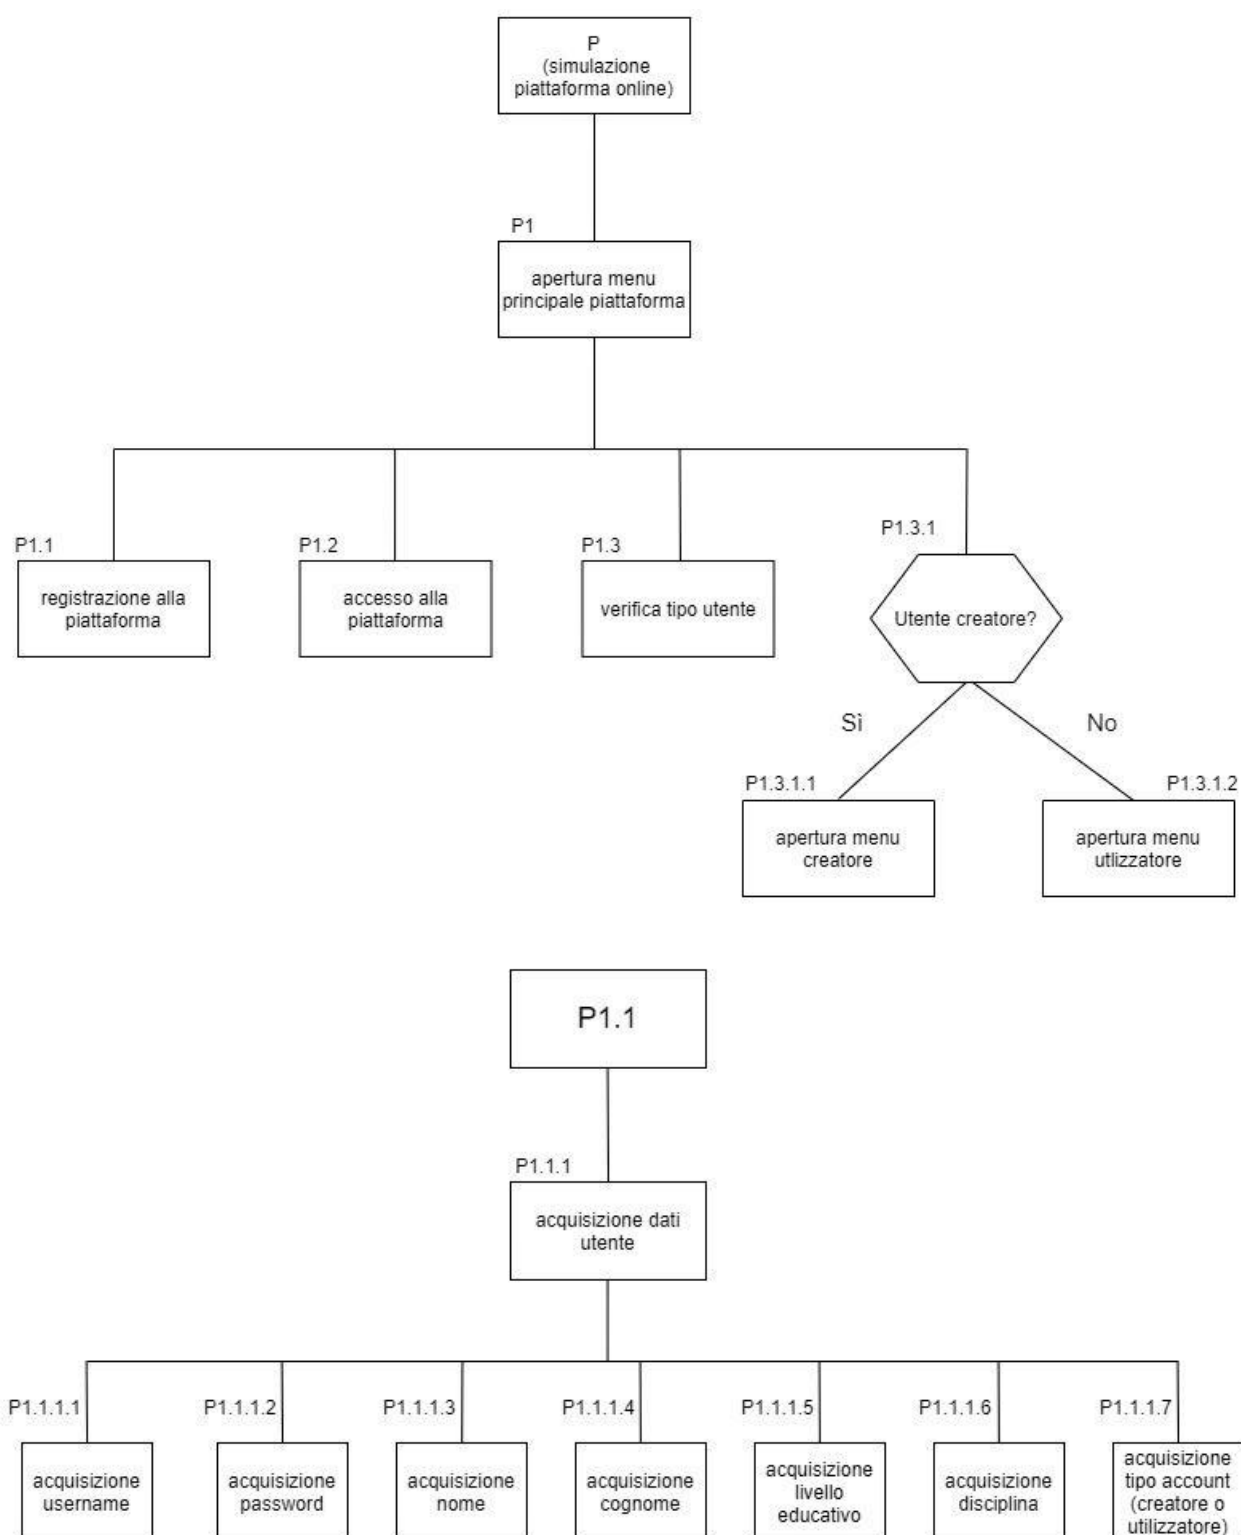 P
(simulazione
piattaforma online)
P1
apertura menu
principale piattaforma
P1.1
registrazione alla
piattaforma
P1.2
accesso alla
piattaforma
P1.3
verifica tipo utente
P1.3.1
Utente creatore?
Sì
No
P1.3.1.1
apertura menu
creatore
P1.3.1.2
apertura menu
utlizzatore
P1.1
P1.1.1
acquisizione dati
utente
P1.1.1.1
acquisizione
username
P1.1.1.2
acquisizione
password
P1.1.1.3
acquisizione
nome
P1.1.1.4
acquisizione
cognome
P1.1.1.5
acquisizione
livello
educativo
P1.1.1.6
acquisizione
disciplina
P1.1.1.7
acquisizione
tipo account
(creatore o
utilizzatore)